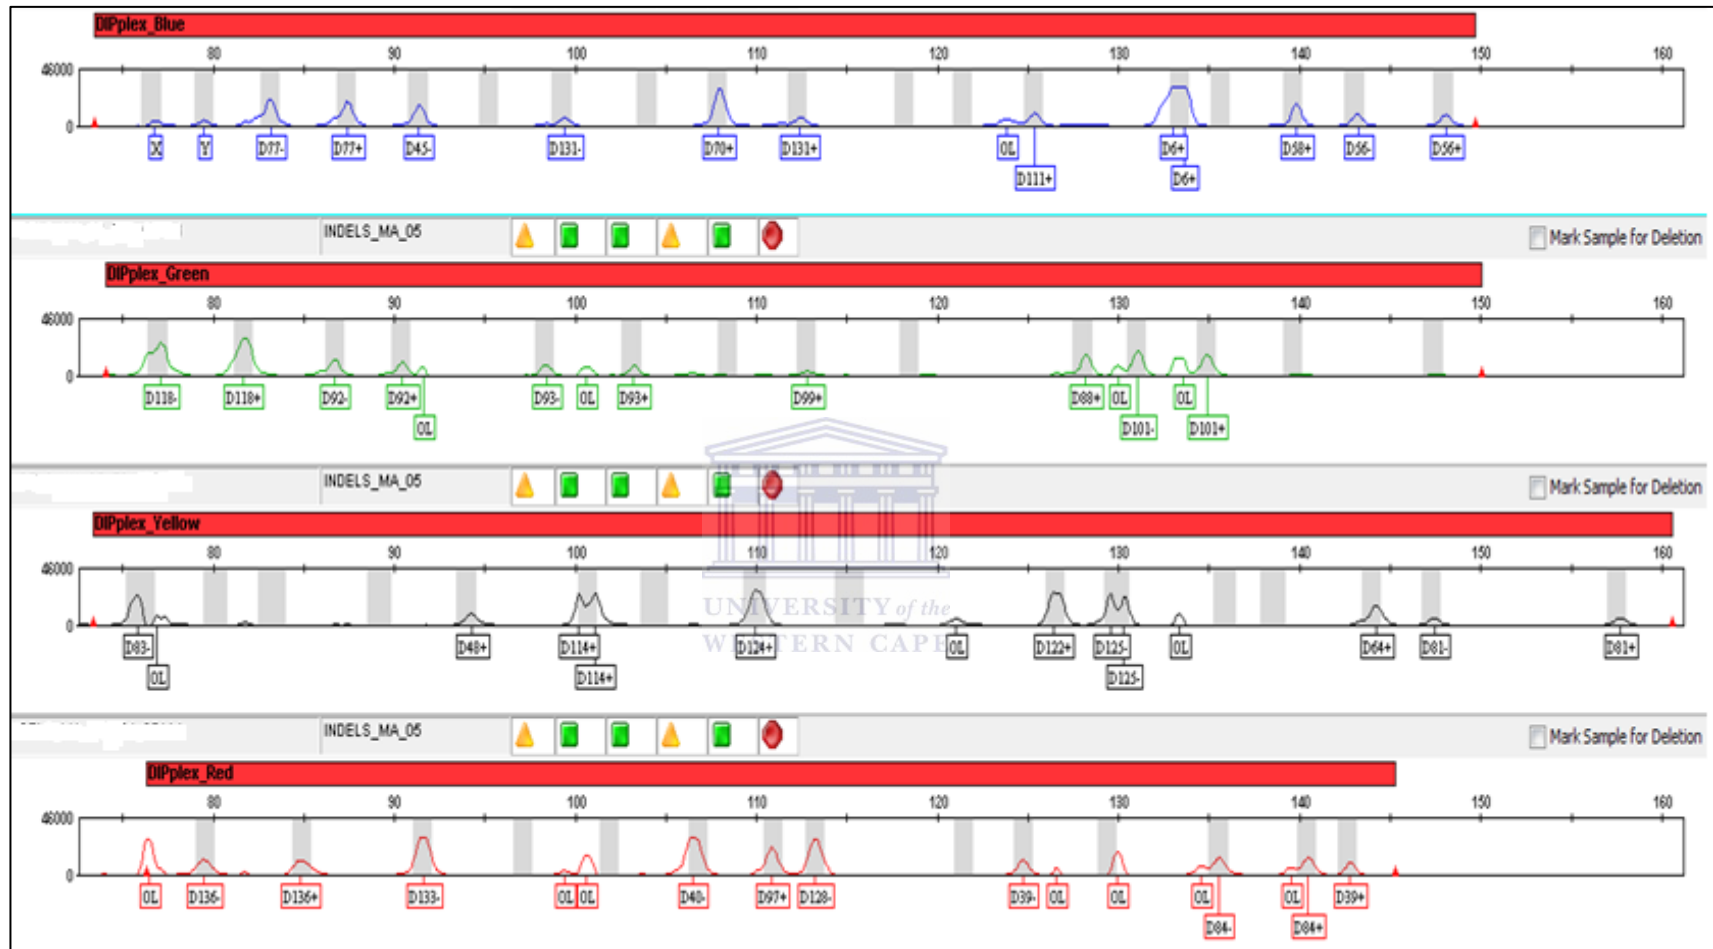 DIPplex_Blue
80 90 100 110 120 130 140 150 160
46000
0
X Y D77- D77+ D45- D131- D70+ D131+ OL D6+ D58+ D56- D56+
D111+ D6+
INDELS_MA_05 Mark Sample for Deletion
DIPplex_Green
80 90 100 110 120 130 140 150 160
46000
0
D118- D118+ D92- D92+ D93- OL D93+ D99+ D88+ OL OL
OL D101- D101+
INDELS_MA_05 Mark Sample for Deletion
DIPplex_Yellow
80 90 100 110 120 130 140 150 160
46000
0
UNIVERSITY of the
WESTERN CAPE
D83- D48+ D114+ D124+ OL D122+ D125- OL D64+ D81- D81+
OL D114+ D125-
INDELS_MA_05 Mark Sample for Deletion
DIPplex_Red
80 90 100 110 120 130 140 150 160
46000
0
OL D136- D136+ D133- OL OL D40- D97+ D128- D39- OL OL OL OL D39+
D84- D84+